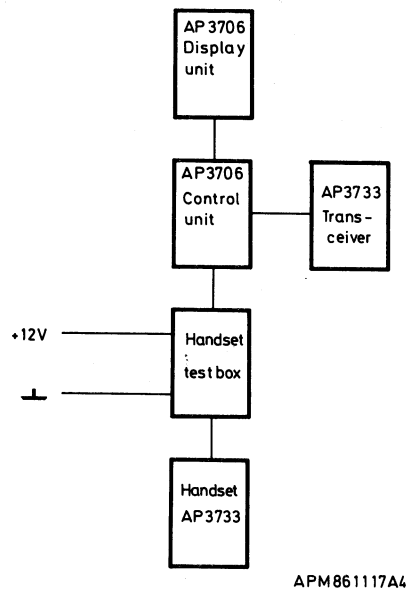 AP3706
Display
unit
AP3706
Control
unit
AP3733
Trans-
ceiver
+12V
Handset
test box
Handset
AP3733
APM861117A4